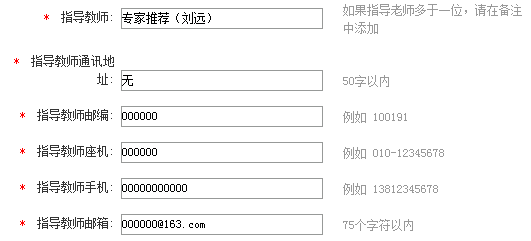 * 指导教师: 专家推荐（刘远） 如果指导老师多于一位，请在备注
中添加
* 指导教师通讯地
址: 无 50字以内
* 指导教师邮编: 000000 例如 100191
* 指导教师座机: 000000 例如 010-12345678
* 指导教师手机: 00000000000 例如 13812345678
* 指导教师邮箱: 000000@163.com 75个字符以内